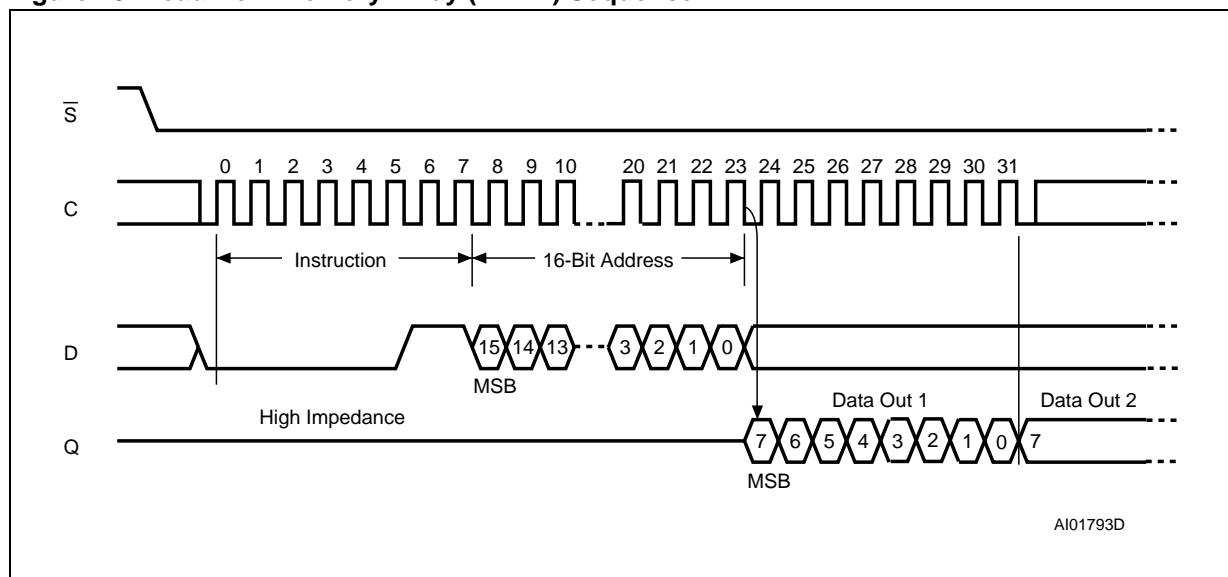 S
0 1 2 3 4 5 6 7 8 9 10 20 21 22 23 24 25 26 27 28 29 30 31
C
Instruction 16-Bit Address
D
15 14 13 3 2 1 0
MSB
High Impedance Data Out 1 Data Out 2
Q
7 6 5 4 3 2 1 0 7
MSB
AI01793D